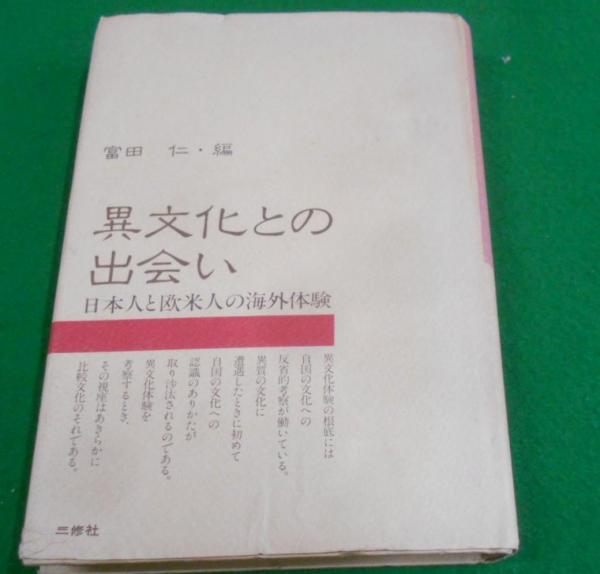 富田 仁・編
異文化との
出会い
日本人と欧米人の海外体験
異文化体験の根底には
自国の文化への
反省的考察が働いている。
異質の文化に
遭遇したときに初めて
自国の文化への
認識のありかたが
取り沙汰されるのである。
異文化体験を
考察するとき、
その視座はあきらかに
比較文化のそれである。
三修社